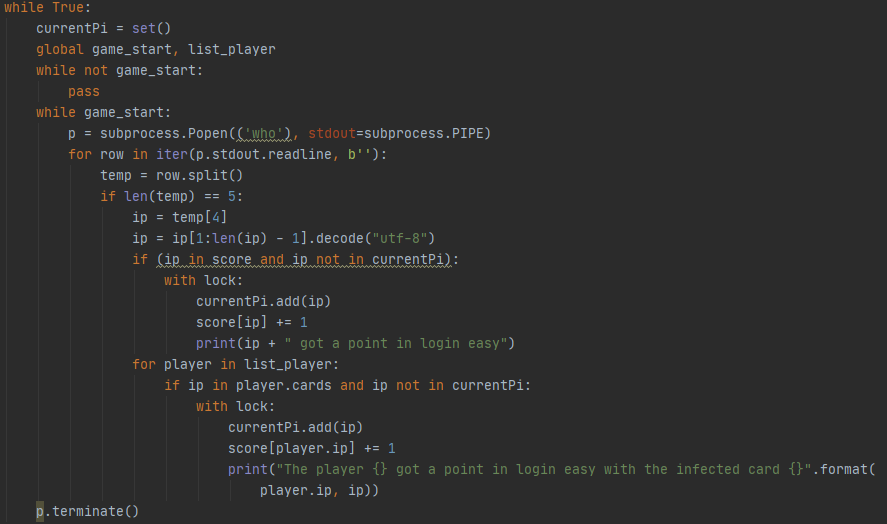 while True:
    currentPi = set()
    global game_start, list_player
    while not game_start:
        pass
    while game_start:
        p = subprocess.Popen(('who'), stdout=subprocess.PIPE)
        for row in iter(p.stdout.readline, b''):
            temp = row.split()
            if len(temp) == 5:
                ip = temp[4]
                ip = ip[1:len(ip) - 1].decode("utf-8")
                if (ip in score and ip not in currentPi):
                    with lock:
                        currentPi.add(ip)
                        score[ip] += 1
                        print(ip + " got a point in login easy")
                for player in list_player:
                    if ip in player.cards and ip not in currentPi:
                        with lock:
                            currentPi.add(ip)
                            score[player.ip] += 1
                            print("The player {} got a point in login easy with the infected card {}".format(
                                player.ip, ip))
    p.terminate()